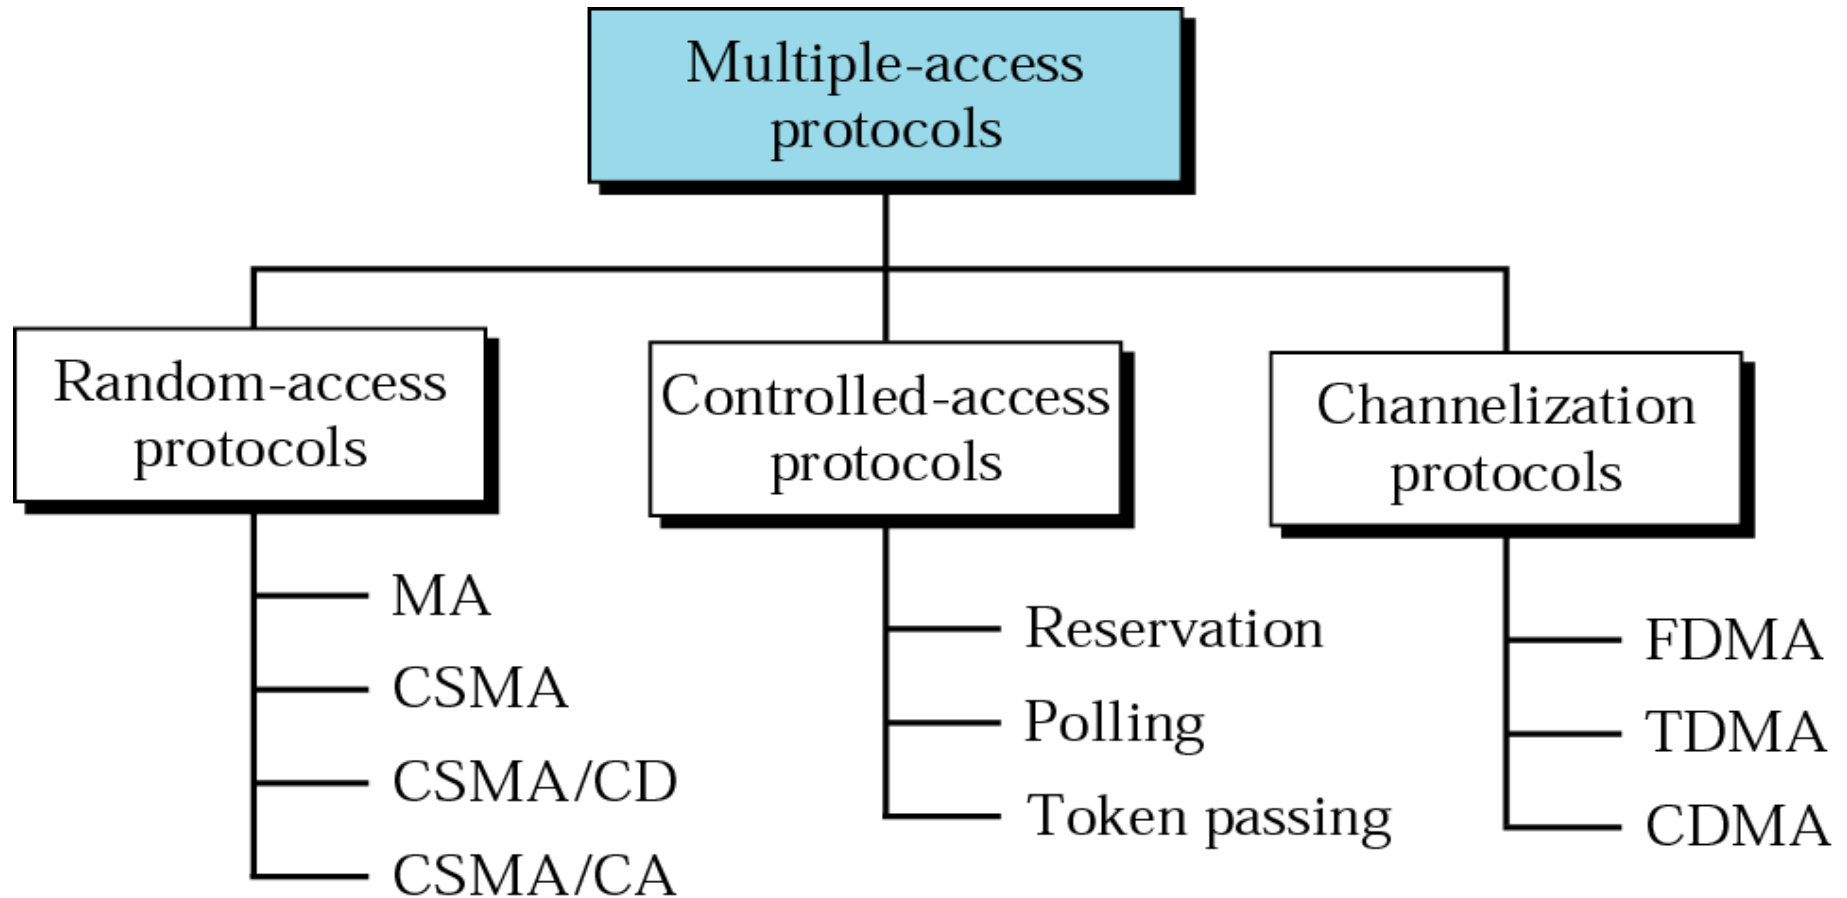 Multiple-access
protocols
Random-access
protocols
MA
CSMA
CSMA/CD
CSMA/CA
Controlled-access
protocols
Reservation
Polling
Token passing
Channelization
protocols
FDMA
TDMA
CDMA